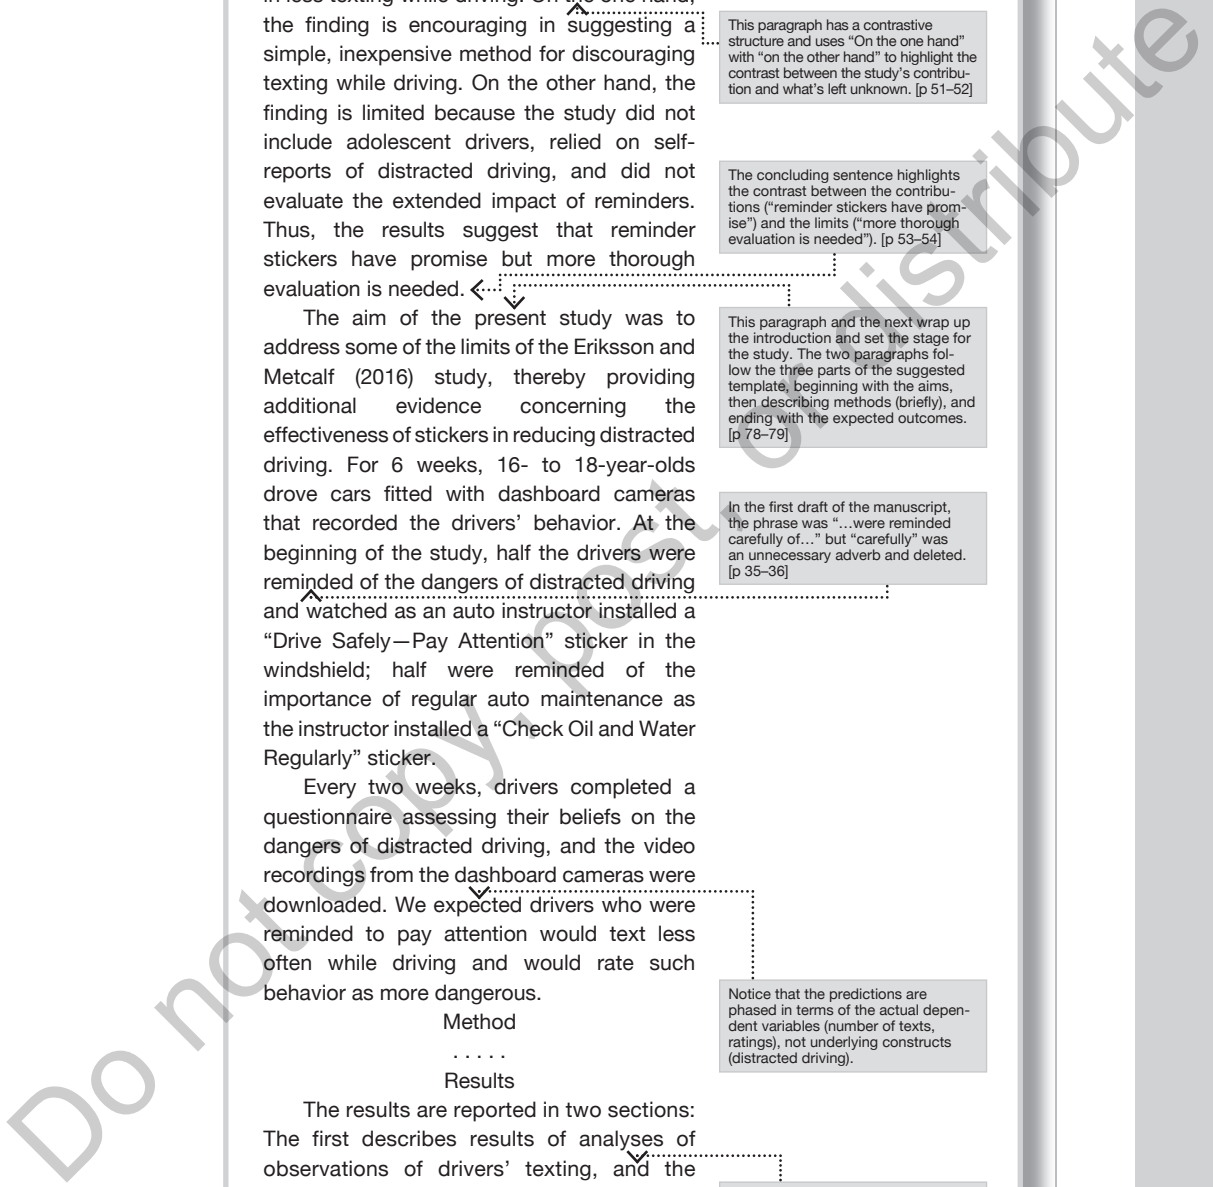 in less texting while driving. On the one hand,
the finding is encouraging in suggesting a
simple, inexpensive method for discouraging
texting while driving. On the other hand, the
finding is limited because the study did not
include adolescent drivers, relied on self-
reports of distracted driving, and did not
evaluate the extended impact of reminders.
Thus, the results suggest that reminder
stickers have promise but more thorough
evaluation is needed.
The aim of the present study was to
address some of the limits of the Eriksson and
Metcalf (2016) study, thereby providing
additional evidence concerning the
effectiveness of stickers in reducing distracted
driving. For 6 weeks, 16- to 18-year-olds
drove cars fitted with dashboard cameras
that recorded the drivers’ behavior. At the
beginning of the study, half the drivers were
reminded of the dangers of distracted driving
and watched as an auto instructor installed a
“Drive Safely—Pay Attention” sticker in the
windshield; half were reminded of the
importance of regular auto maintenance as
the instructor installed a “Check Oil and Water
Regularly” sticker.
Every two weeks, drivers completed a
questionnaire assessing their beliefs on the
dangers of distracted driving, and the video
recordings from the dashboard cameras were
downloaded. We expected drivers who were
reminded to pay attention would text less
often while driving and would rate such
behavior as more dangerous.
Method
. . . . .
Results
The results are reported in two sections:
The first describes results of analyses of
observations of drivers’ texting, and the
This paragraph has a contrastive
structure and uses “On the one hand”
with “on the other hand” to highlight the
contrast between the study’s contribu-
tion and what’s left unknown. [p 51–52]
The concluding sentence highlights
the contrast between the contribu-
tions (“reminder stickers have prom-
ise”) and the limits (“more thorough
evaluation is needed”). [p 53–54]
This paragraph and the next wrap up
the introduction and set the stage for
the study. The two paragraphs fol-
low the three parts of the suggested
template, beginning with the aims,
then describing methods (briefly), and
ending with the expected outcomes.
[p 78–79]
In the first draft of the manuscript,
the phrase was “…were reminded
carefully of…” but “carefully” was
an unnecessary adverb and deleted.
[p 35–36]
Notice that the predictions are
phased in terms of the actual depen-
dent variables (number of texts,
ratings), not underlying constructs
(distracted driving).
Do not copy, post, or distribute